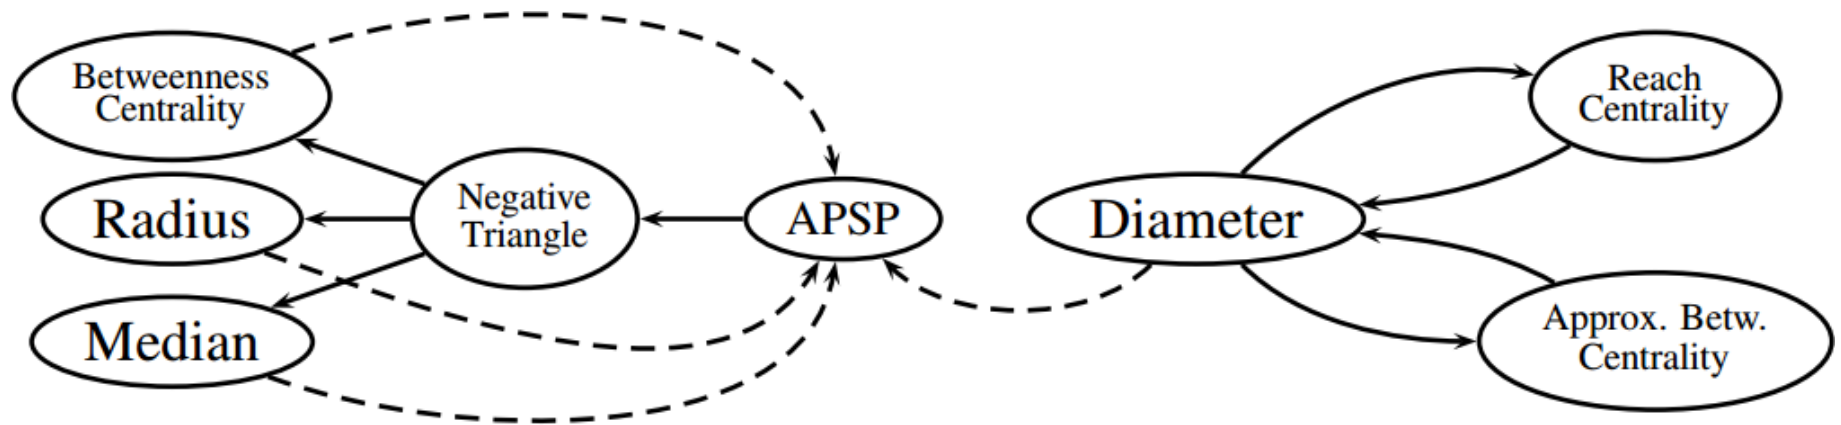 Betweenness
Centrality
Radius
Median
Negative
Triangle
APSP
Diameter
Reach
Centrality
Approx. Betw.
Centrality